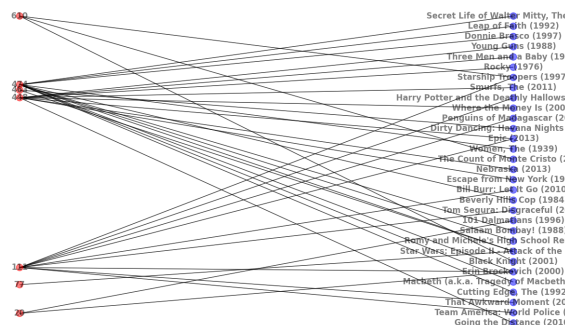 610
Secret Life of Walter Mitty, The
Leap of Faith (1992)
Donnie Brasco (1997)
Young Guns (1988)
Three Men and a Baby (19
Rocky (1976)
Starship Troopers (1997
Smurfs, The (2011)
Harry Potter and the Deathly Hallows
Where the Money Is (200
Penguins of Madagascar (2
Dirty Dancing: Havana Nights
Epic (2013)
Women, The (1939)
The Count of Monte Cristo (2
Nebraska (2013)
Escape from New York (19
Bill Burr: Let It Go (2010
Beverly Hills Cop (1984
Tom Segura: Disgraceful (2
101 Dalmatians (1996)
Salaam Bombay! (1988
Romy and Michele's High School Re
Star Wars: Episode II - Attack of the
Black Knight (2001)
111
Erin Brockovich (2000)
77
Macbeth (a.k.a. Tragedy of Macbeth
Cutting Edge, The (1992
That Awkward Moment (20
20
Team America: World Police (
Going the Distance (201